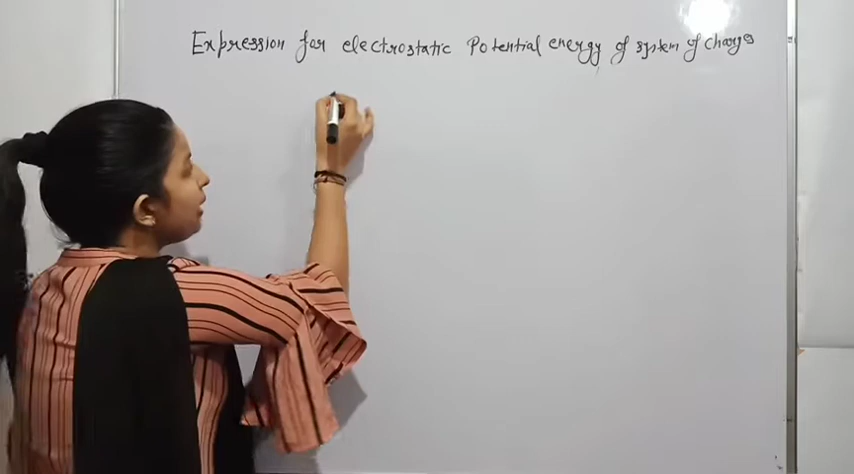 Expression for electrostatic Potential energy of system of charges